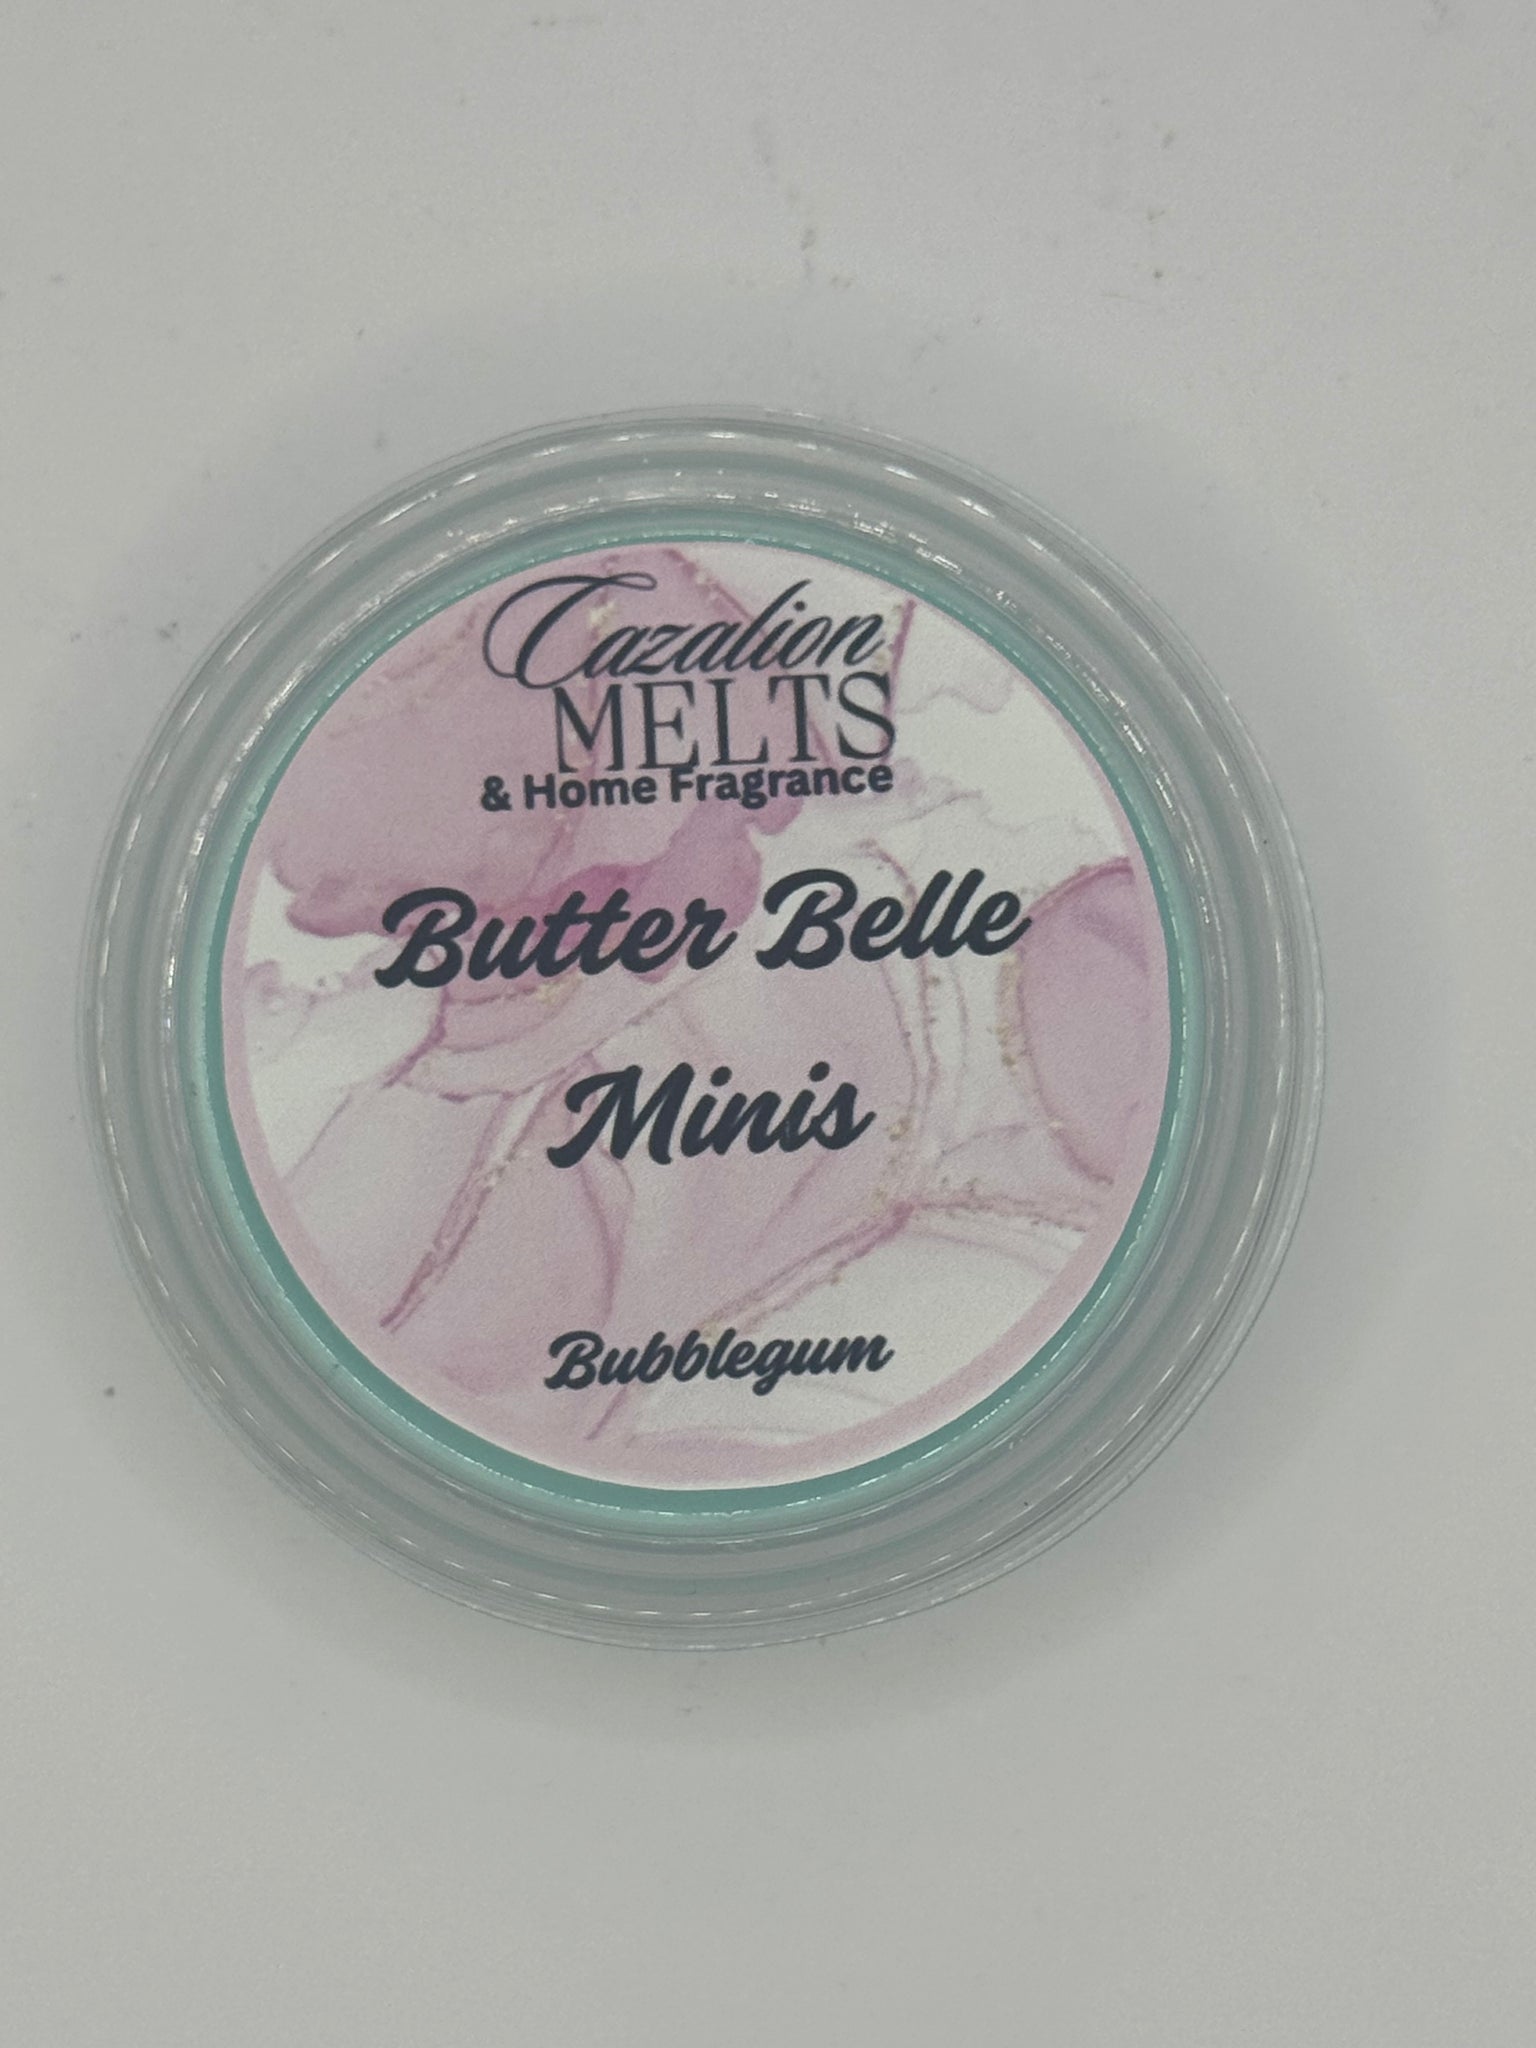 Cazalion
MELTS
& Home Fragrance
Butter Belle
Minis
Bubblegum